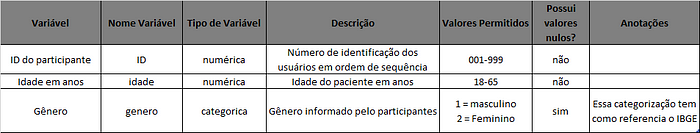 Variável Nome Variável Tipo de Variável Descrição Valores Permitidos Possui valores nulos? Anotações
ID do participante ID numérica Número de identificação dos usuários em ordem de sequência 001-999 não
Idade em anos idade numérica Idade do paciente em anos 18-65 não
Gênero genero categorica Gênero informado pelo participantes 1 = masculino 2 = Feminino sim Essa categorização tem como referencia o IBGE